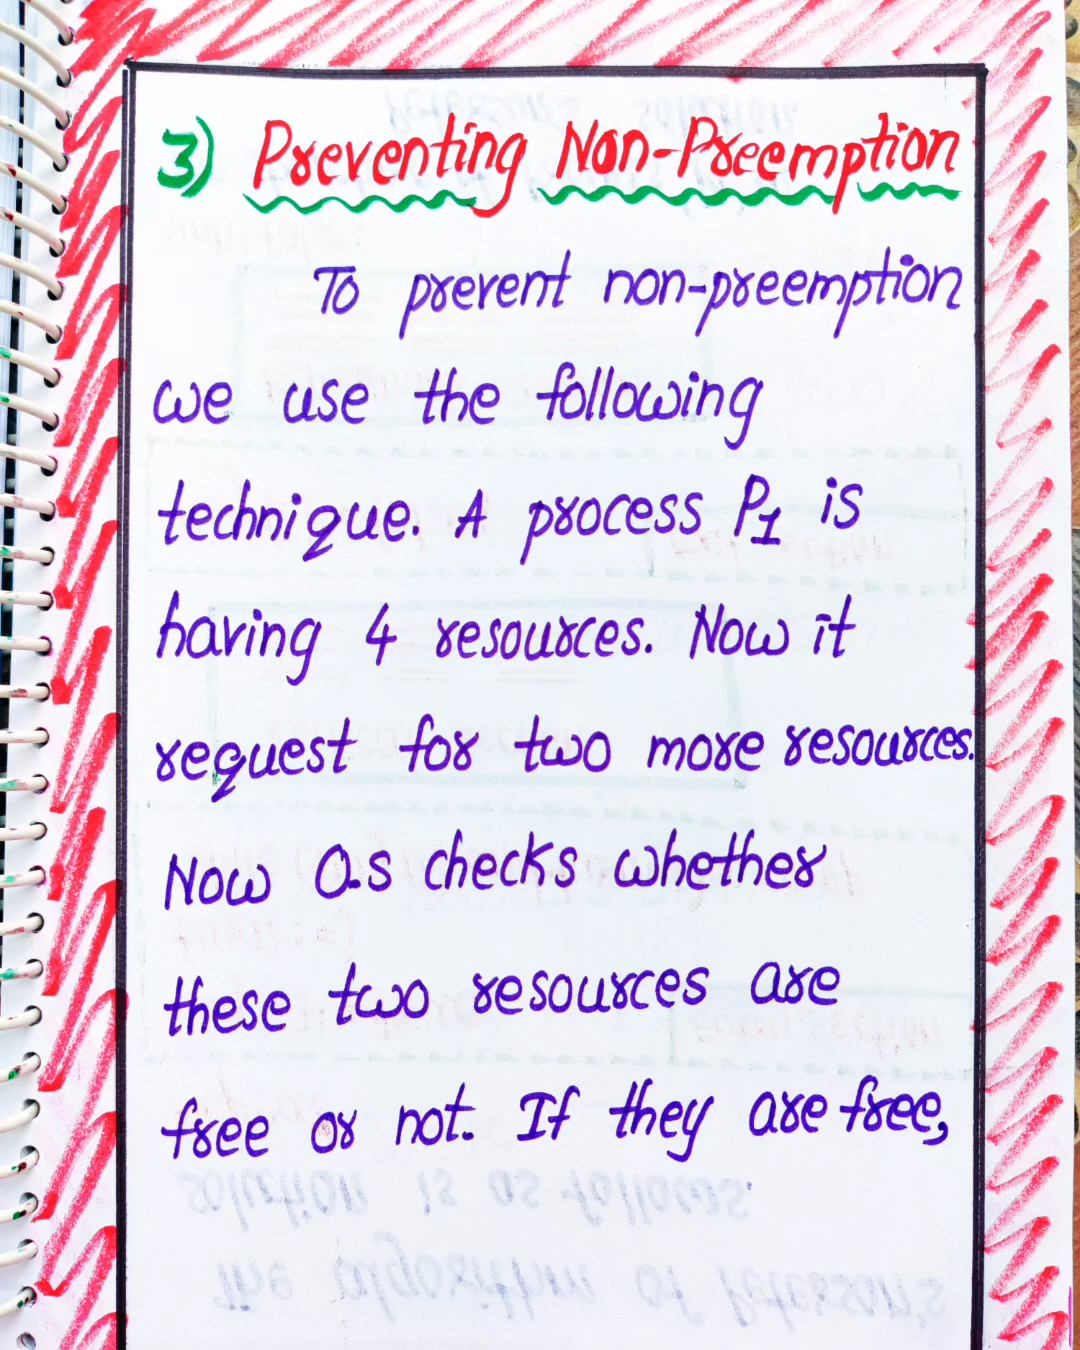 3) Preventing Non-Preemption
To prevent non-preemption
we use the following
technique. A process P1 is
having 4 resources. Now it
request for two more resources.
Now O.S checks whether
these two resources are
free or not. If they are free,